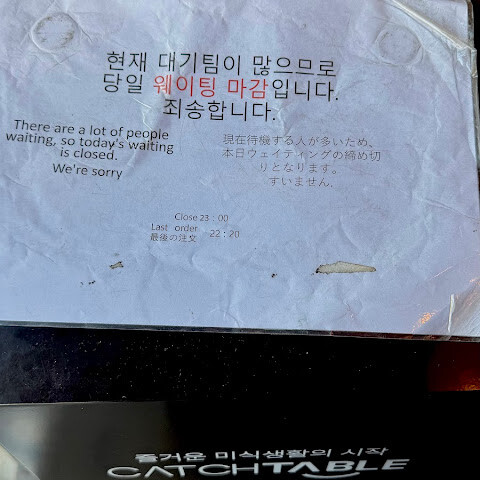 현재 대기팀이 많으므로
당일 웨이팅 마감입니다.
죄송합니다.
There are a lot of people
waiting, so today's waiting
is closed.
We're sorry
現在待機する人が多いため、
本日ウェイティングの締め切
りとなります。
すいません.
Close 23 : 00
Last order
最後の注文 22 : 20
즐거운 미식생활의 시작
CATCHTABLE